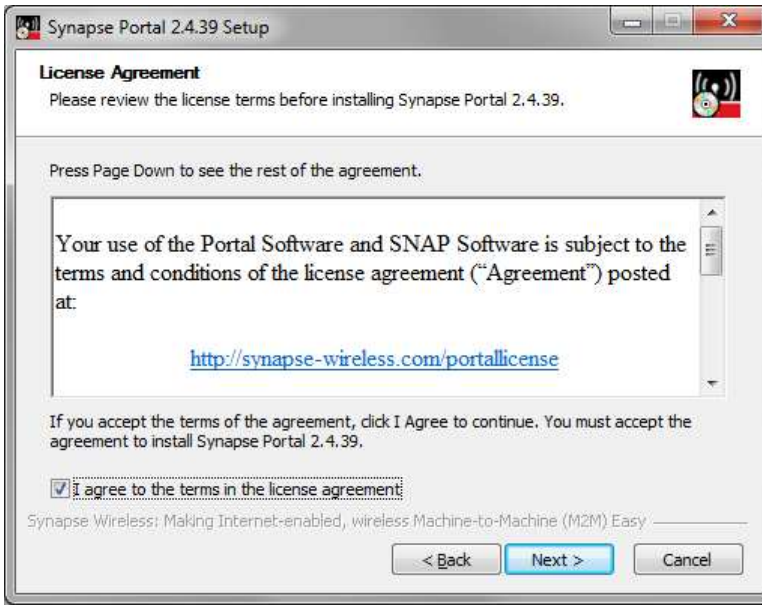 Synapse Portal 2.4.39 Setup
License Agreement
Please review the license terms before installing Synapse Portal 2.4.39.
Press Page Down to see the rest of the agreement.
Your use of the Portal Software and SNAP Software is subject to the
terms and conditions of the license agreement (“Agreement”) posted
at:
http://synapse-wireless.com/portallicense
If you accept the terms of the agreement, click I Agree to continue. You must accept the
agreement to install Synapse Portal 2.4.39.
I agree to the terms in the license agreement
Synapse Wireless: Making Internet-enabled, wireless Machine-to-Machine (M2M) Easy
< Back Next > Cancel